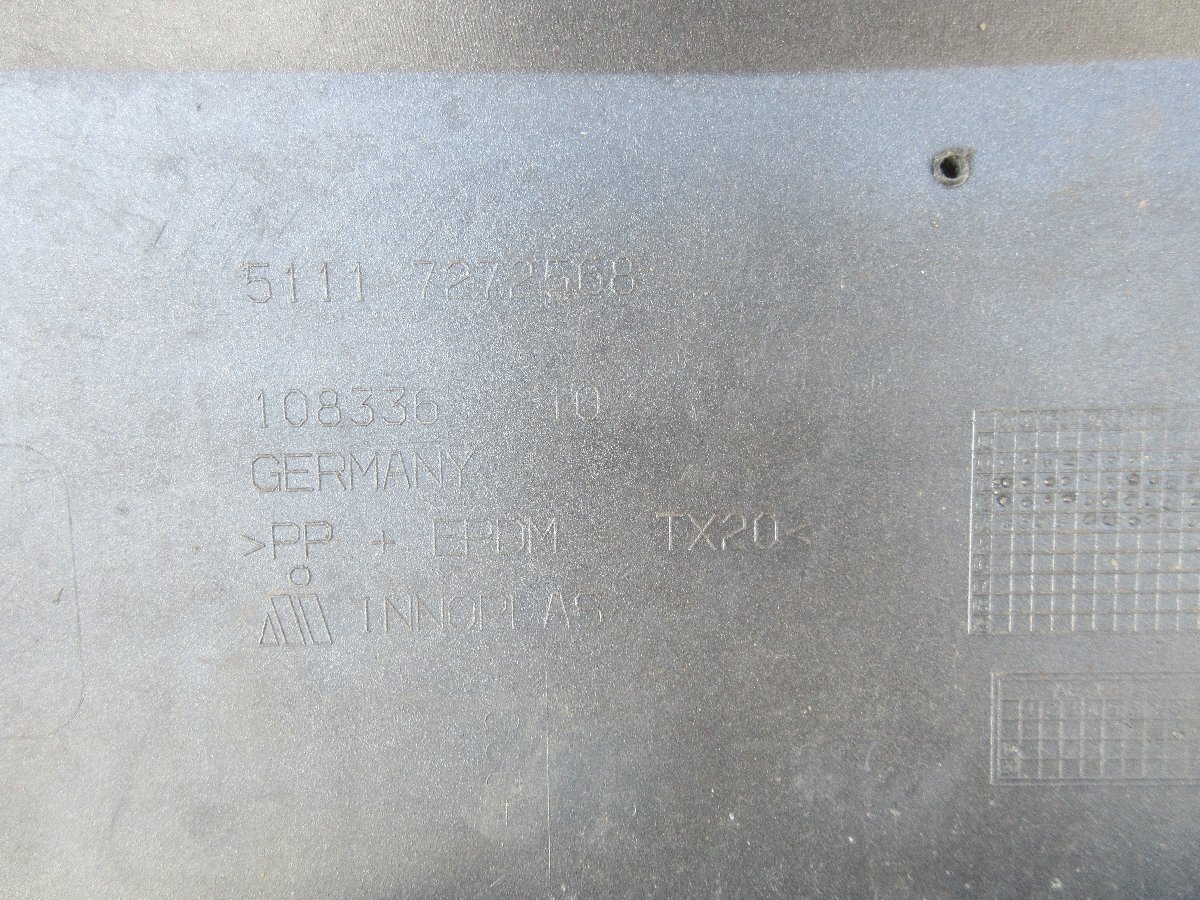 5111 7272568
108336 10
GERMANY
>PP + EPDM - TX20<
INNOPLAS